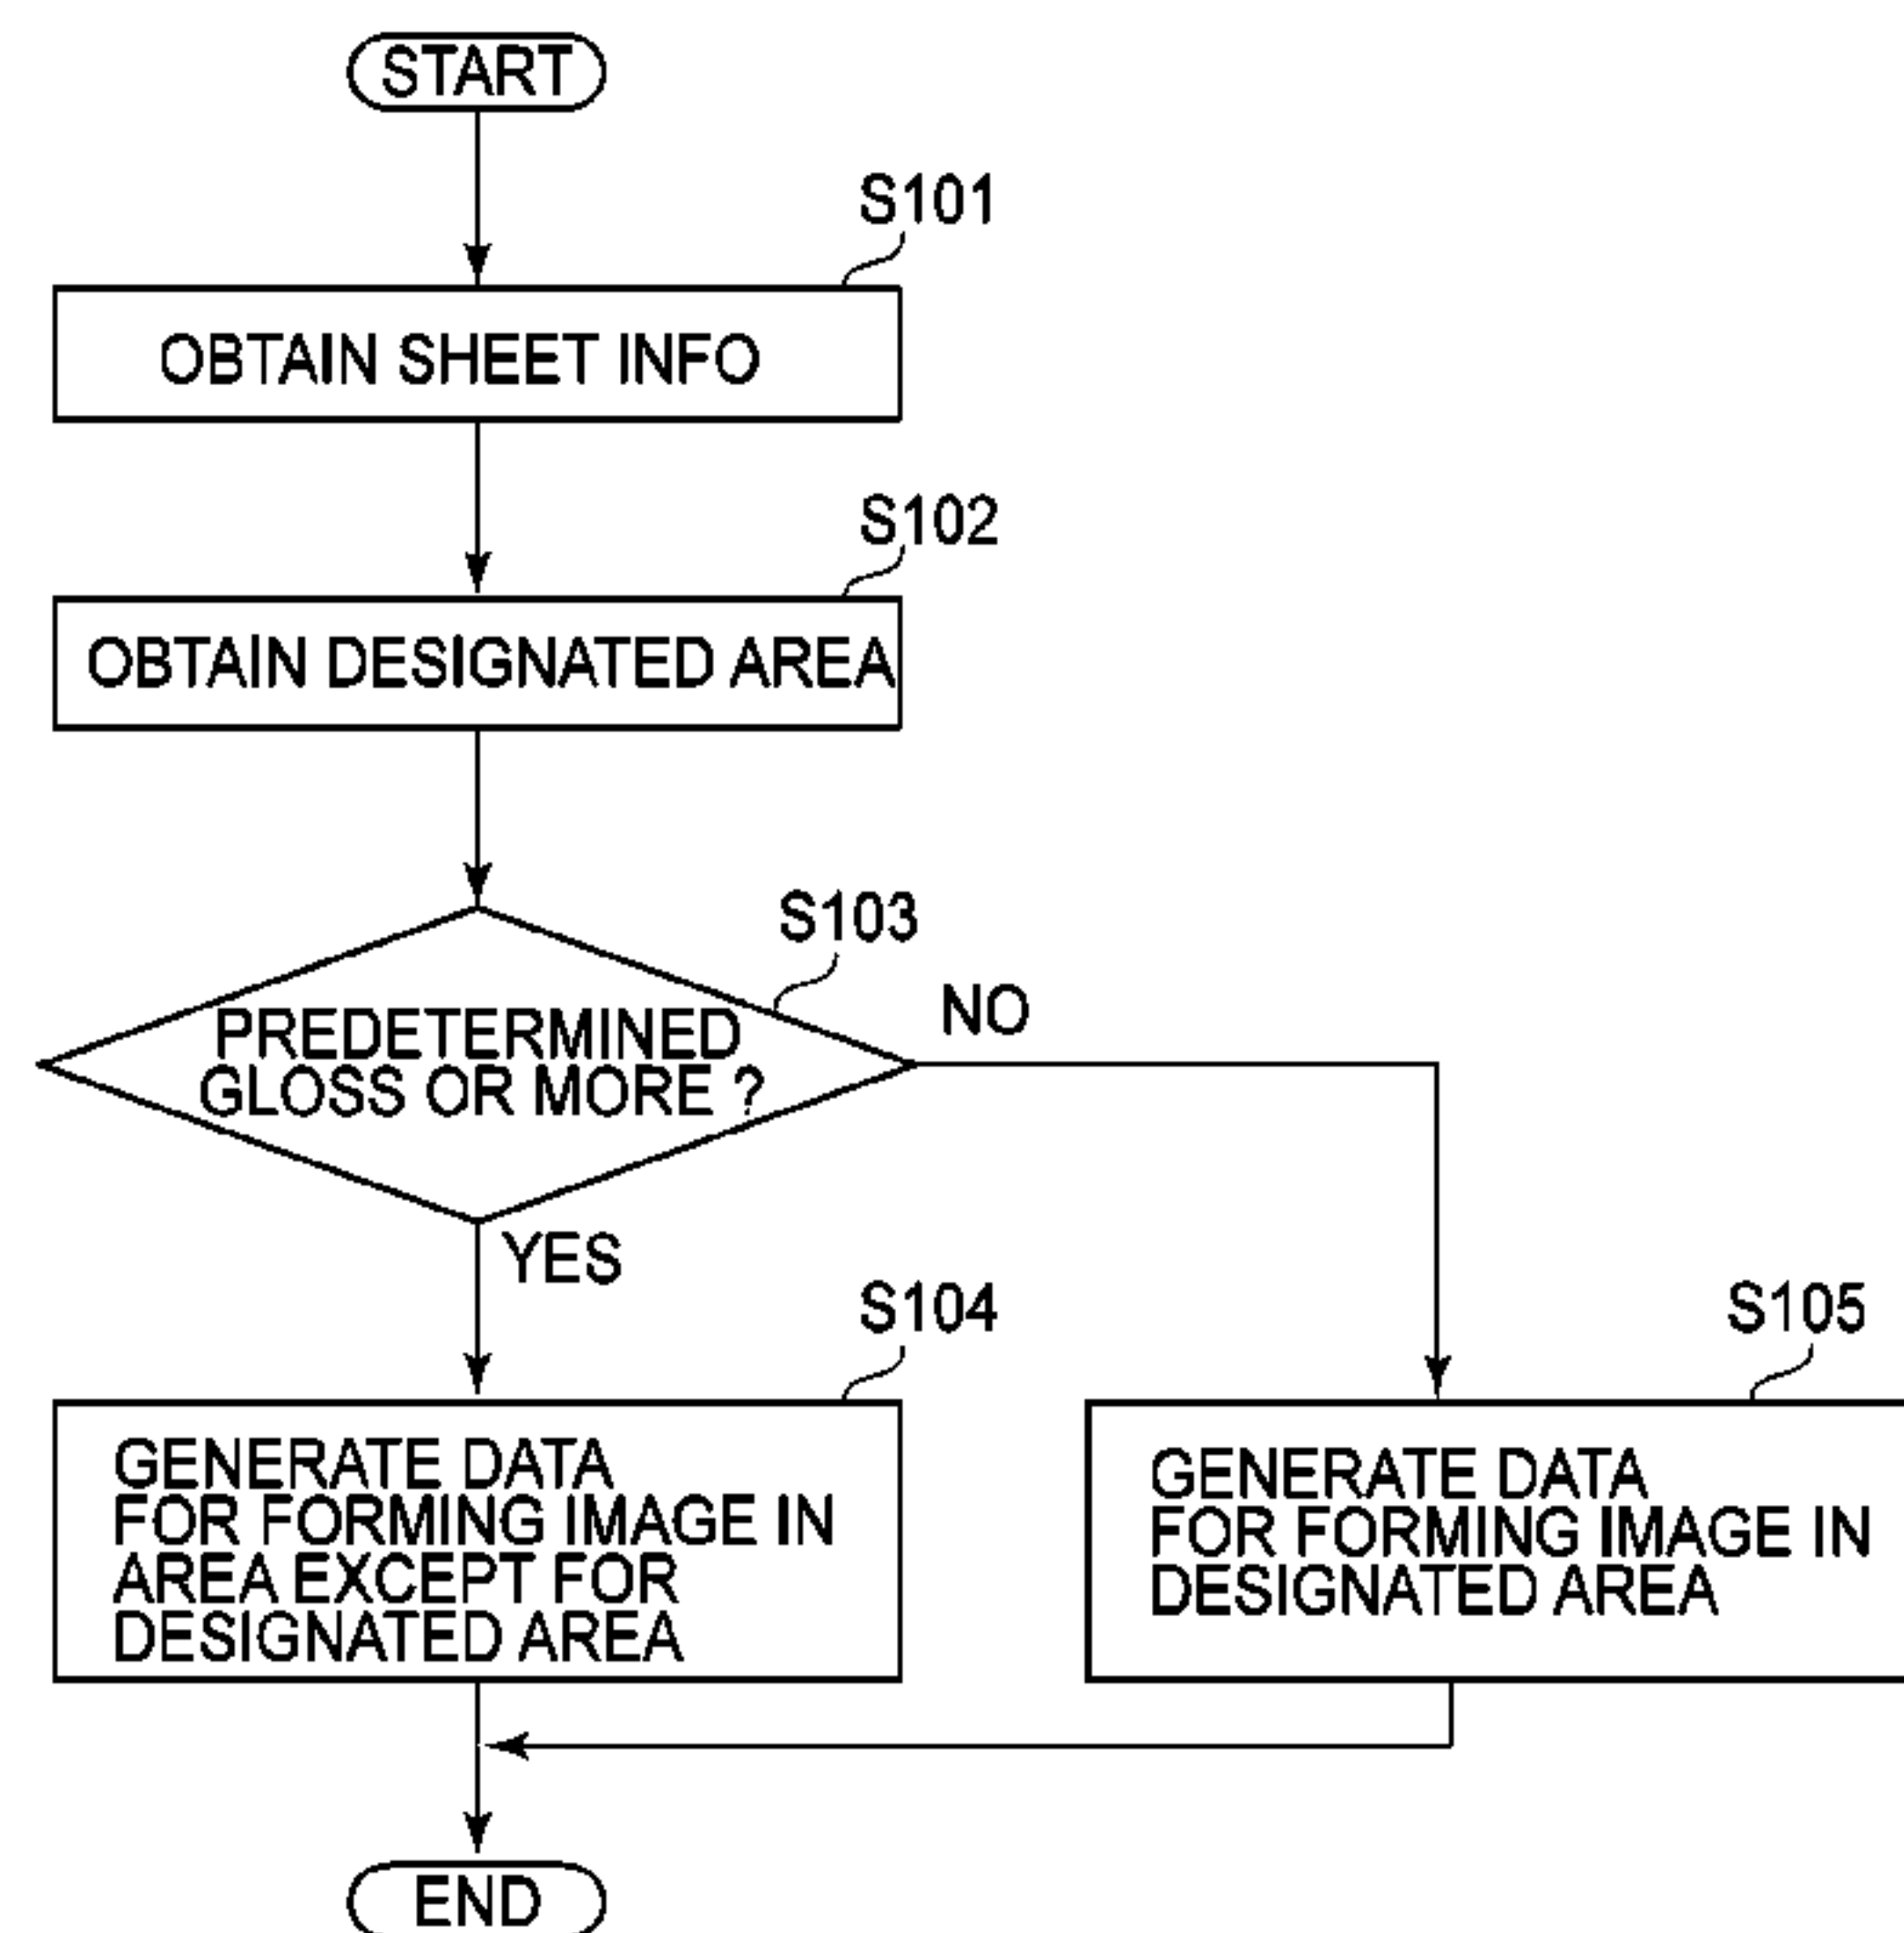 START
S101
OBTAIN SHEET INFO
S102
OBTAIN DESIGNATED AREA
S103
PREDETERMINED
GLOSS OR MORE ?
NO
YES
S104
GENERATE DATA
FOR FORMING IMAGE IN
AREA EXCEPT FOR
DESIGNATED AREA
S105
GENERATE DATA
FOR FORMING IMAGE IN
DESIGNATED AREA
END